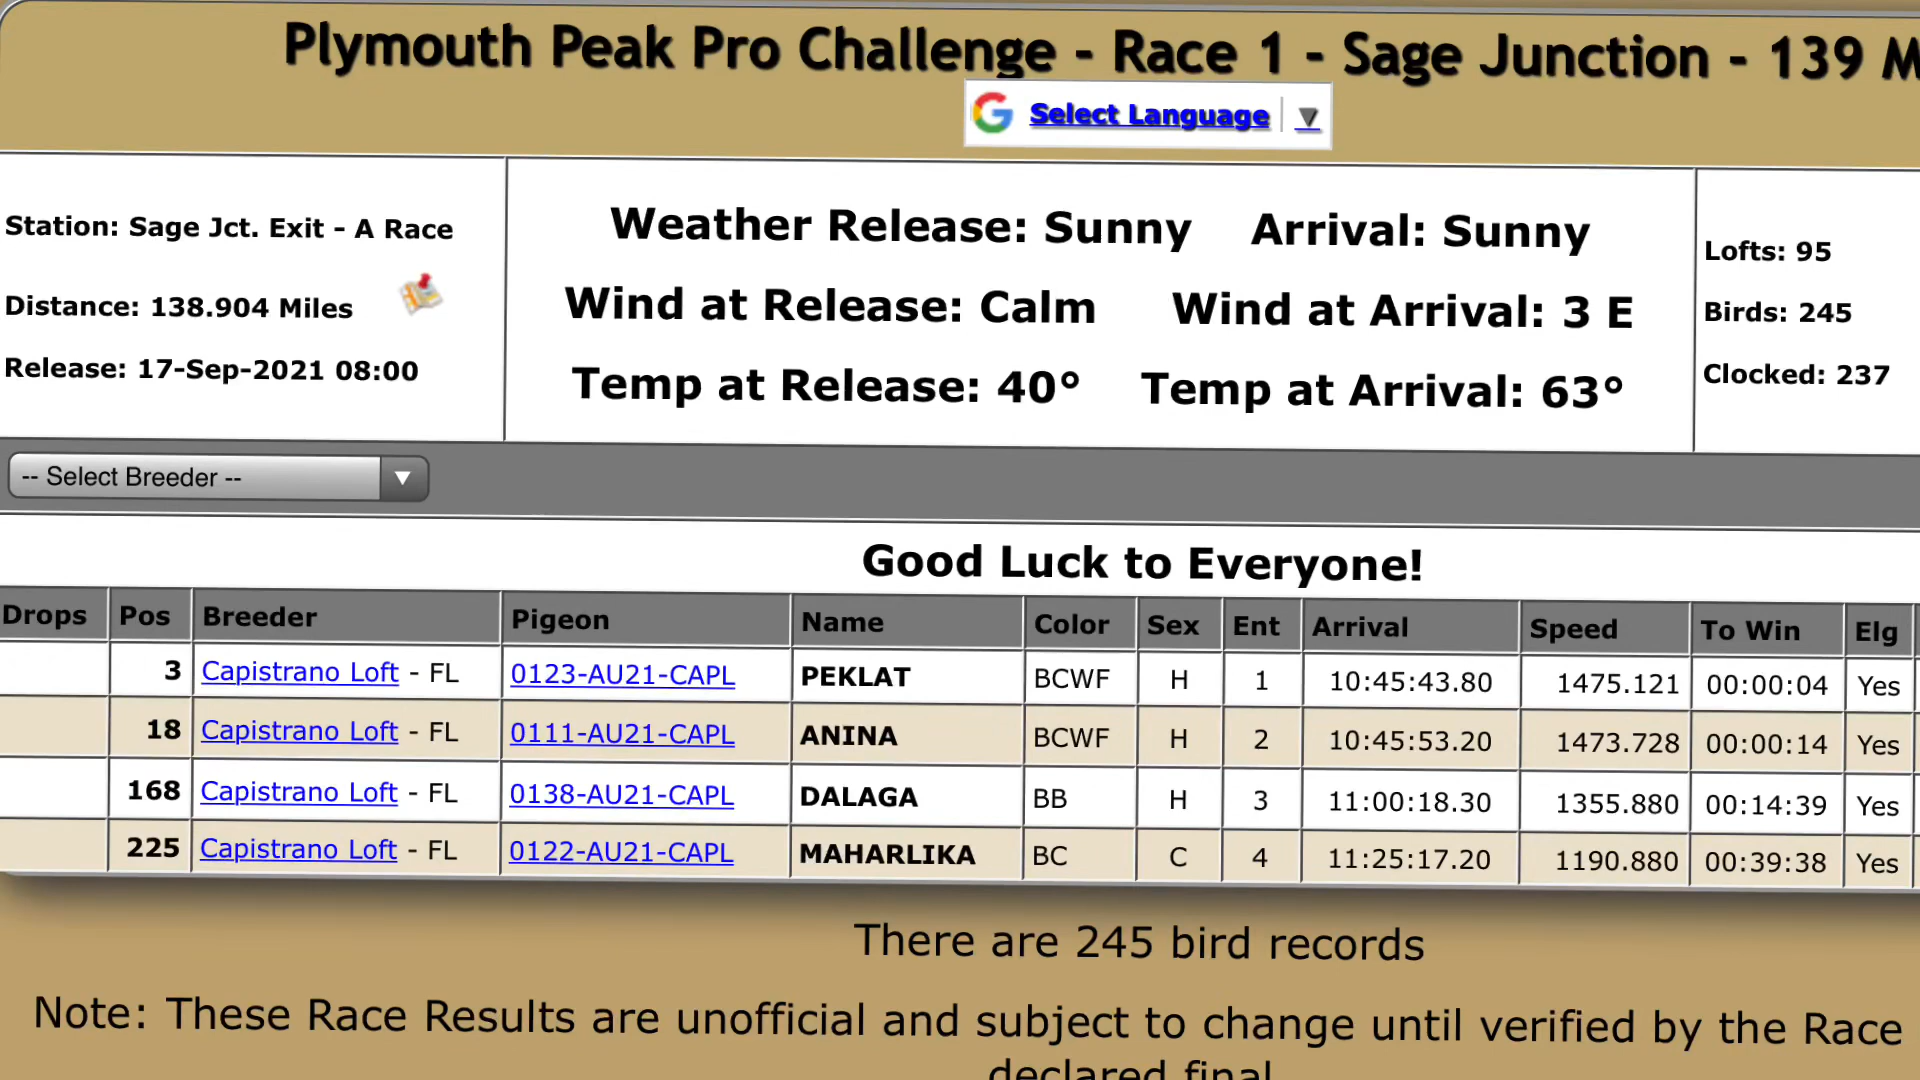 Plymouth Peak Pro Challenge - Race 1 - Sage Junction - 139
Select Language ▼
Station: Sage Jct. Exit - A Race
Distance: 138.904 Miles
Release: 17-Sep-2021 08:00
Weather Release: Sunny Arrival: Sunny
Wind at Release: Calm Wind at Arrival: 3 E
Temp at Release: 40° Temp at Arrival: 63°
Lofts: 95
Birds: 245
Clocked: 237
-- Select Breeder --
Good Luck to Everyone!
Drops Pos Breeder Pigeon Name Color Sex Ent Arrival Speed To Win Elg
3 Capistrano Loft - FL 0123-AU21-CAPL PEKLAT BCWF H 1 10:45:43.80 1475.121 00:00:04 Yes
18 Capistrano Loft - FL 0111-AU21-CAPL ANINA BCWF H 2 10:45:53.20 1473.728 00:00:14 Yes
168 Capistrano Loft - FL 0138-AU21-CAPL DALAGA BB H 3 11:00:18.30 1355.880 00:14:39 Yes
225 Capistrano Loft - FL 0122-AU21-CAPL MAHARLIKA BC C 4 11:25:17.20 1190.880 00:39:38 Yes
There are 245 bird records
Note: These Race Results are unofficial and subject to change until verified by the Race
declared final